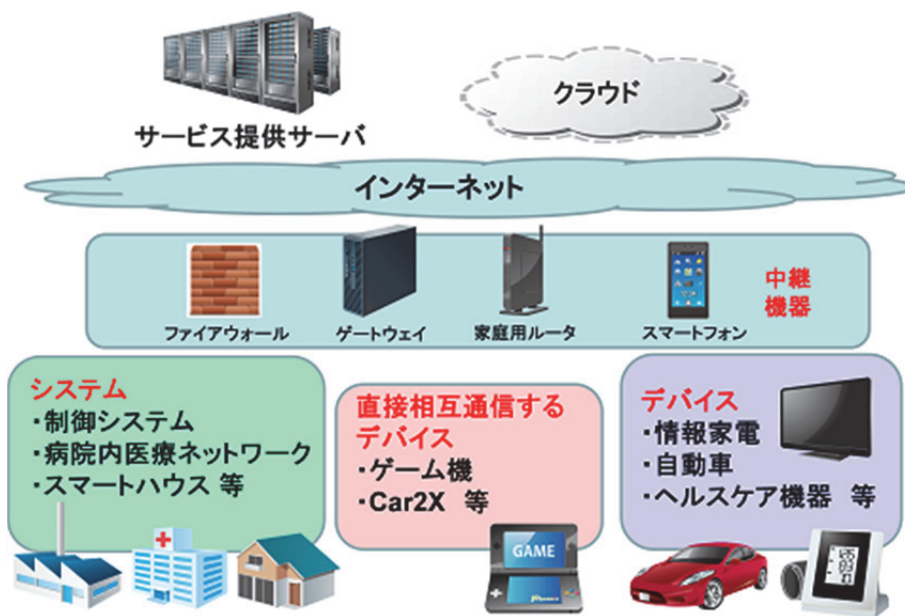 クラウド
サービス提供サーバ
インターネット
ファイアウォール
ゲートウェイ
家庭用ルータ
スマートフォン
中継
機器
システム
・制御システム
・病院内医療ネットワーク
・スマートハウス 等
直接相互通信する
デバイス
・ゲーム機
・Car2X 等
GAME
デバイス
・情報家電
・自動車
・ヘルスケア機器 等